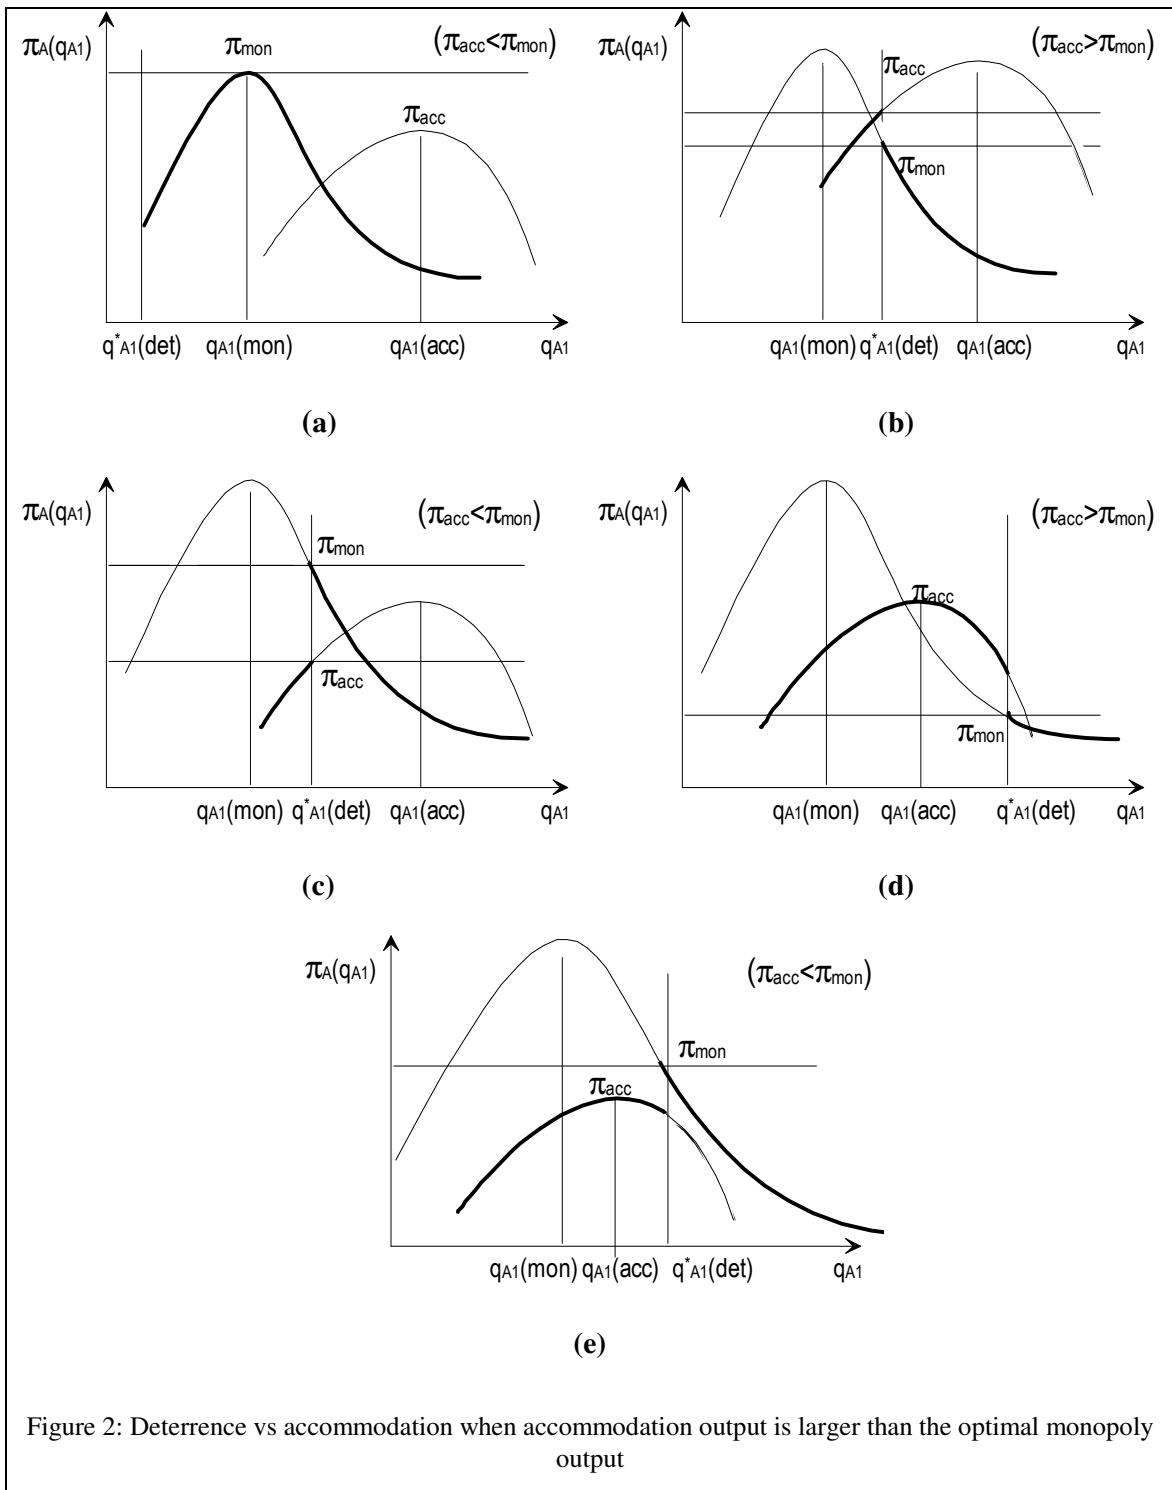 πA(qA1) πmon (πacc<πmon)
πacc
q*A1(det) qA1(mon) qA1(acc) qA1
(a)
πA(qA1) (πacc>πmon)
πacc
πmon
qA1(mon) q*A1(det) qA1(acc) qA1
(b)
πA(qA1) (πacc<πmon)
πmon
πacc
qA1(mon) q*A1(det) qA1(acc) qA1
(c)
πA(qA1) (πacc>πmon)
πacc
πmon
qA1(mon) qA1(acc) q*A1(det) qA1
(d)
πA(qA1) (πacc<πmon)
πmon
πacc
qA1(mon) qA1(acc) q*A1(det) qA1
(e)
Figure 2: Deterrence vs accommodation when accommodation output is larger than the optimal monopoly
output